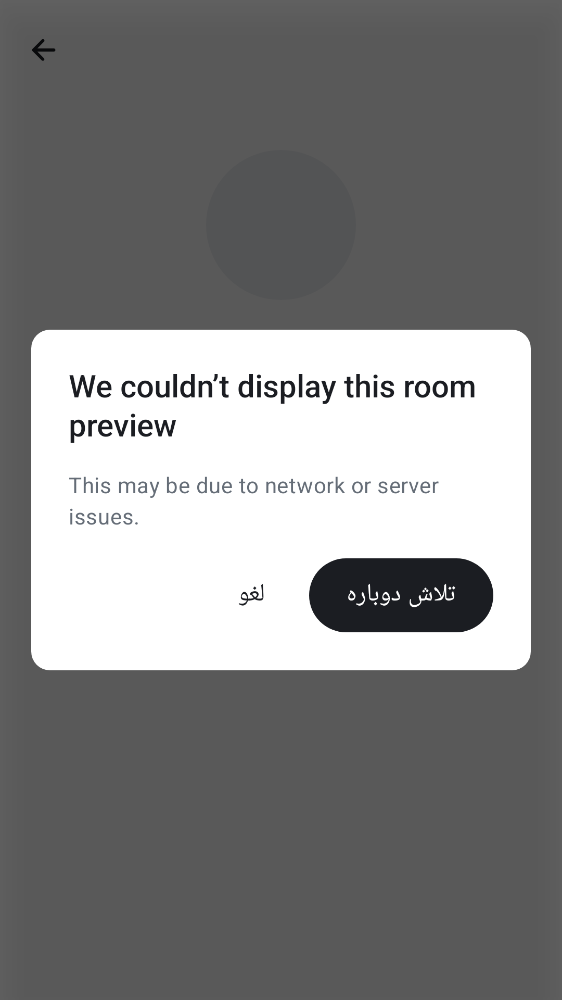 We couldn’t display this room
preview
This may be due to network or server
issues.
لغو
تلاش دوباره